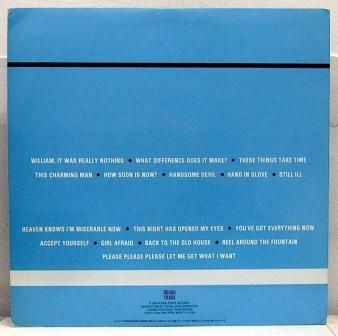 WILLIAM, IT WAS REALLY NOTHING • WHAT DIFFERENCE DOES IT MAKE? • THESE THINGS TAKE TIME
THIS CHARMING MAN • HOW SOON IS NOW? • HANDSOME DEVIL • HAND IN GLOVE • STILL ILL
HEAVEN KNOWS I'M MISERABLE NOW • THIS NIGHT HAS OPENED MY EYES • YOU'VE GOT EVERYTHING NOW
ACCEPT YOURSELF • GIRL AFRAID • BACK TO THE OLD HOUSE • REEL AROUND THE FOUNTAIN
PLEASE PLEASE PLEASE LET ME GET WHAT I WANT
ROUGH
TRADE